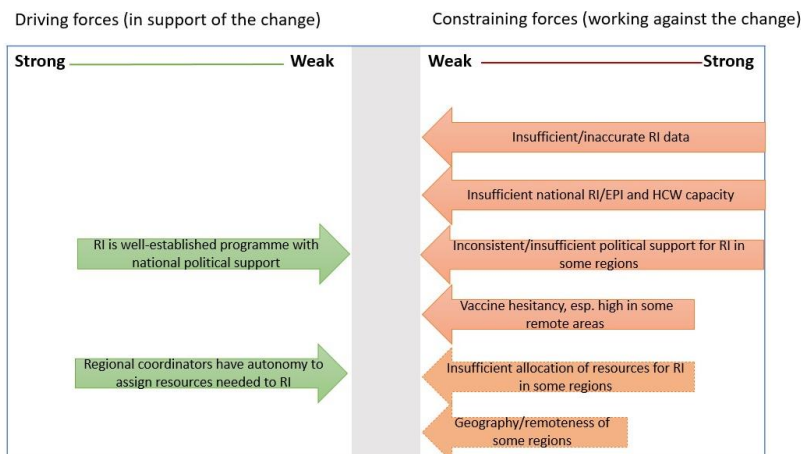 Driving forces (in support of the change)
Constraining forces (working against the change)
Strong
Weak
Weak
Strong
Insufficient/inaccurate RI data
Insufficient national RI/EPI and HCW capacity
RI is well-established programme with
national political support
Inconsistent/insufficient political support for RI in
some regions
Vaccine hesitancy, esp. high in some
remote areas
Regional coordinators have autonomy to
assign resources needed to RI
Insufficient allocation of resources for RI
in some regions
Geography/remoteness of
some regions